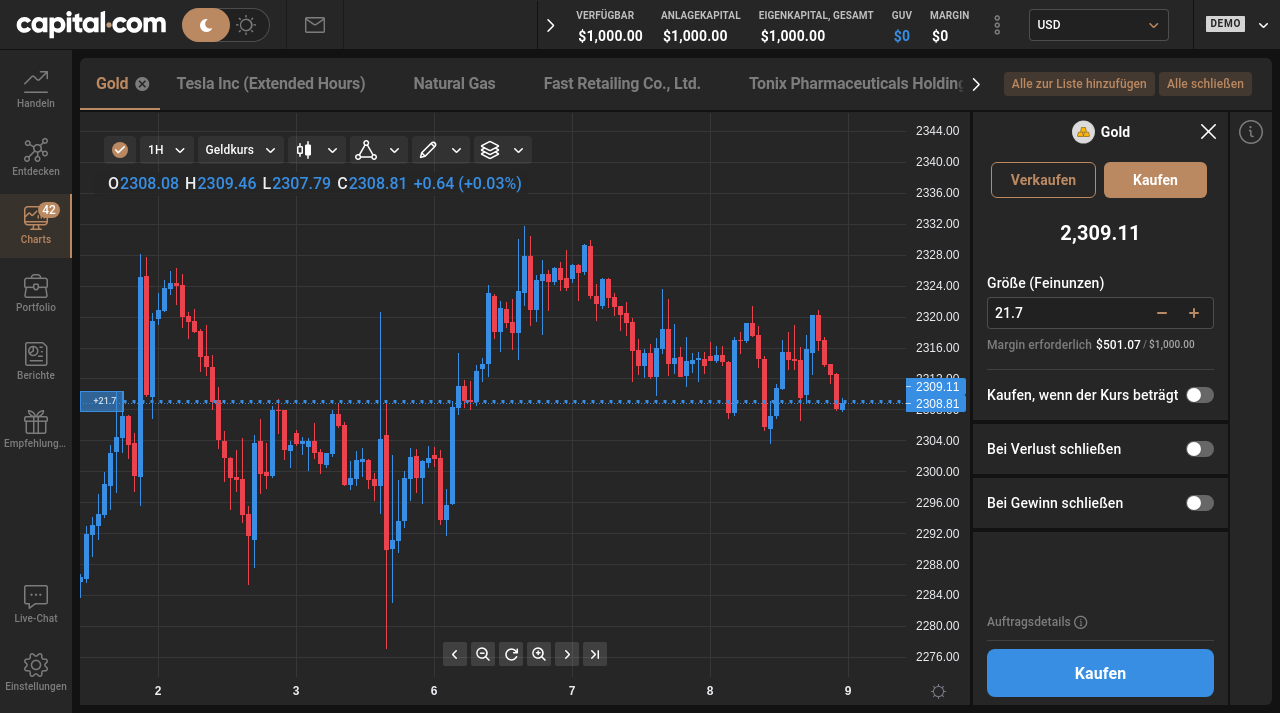 capital.com
VERFÜGBAR
$1,000.00
ANLAGEKAPITAL
$1,000.00
EIGENKAPITAL, GESAMT
$1,000.00
GUV
$0
MARGIN
$0
USD
DEMO
Handeln
Entdecken
42
Charts
Portfolio
Berichte
Empfehlung...
Live-Chat
Einstellungen
Gold
Tesla Inc (Extended Hours)
Natural Gas
Fast Retailing Co., Ltd.
Tonix Pharmaceuticals Holding
Alle zur Liste hinzufügen
Alle schließen
1H
Geldkurs
O2308.08 H2309.46 L2307.79 C2308.81 +0.64 (+0.03%)
... +21.7
2344.00
2340.00
2336.00
2332.00
2328.00
2324.00
2320.00
2316.00
2312.00
2309.11
2308.81
2308.00
2304.00
2300.00
2296.00
2292.00
2288.00
2284.00
2280.00
2276.00
2 3 6 7 8 9
Gold
Verkaufen
Kaufen
2,309.11
Größe (Feinunzen)
21.7
Margin erforderlich $501.07 / $1,000.00
Kaufen, wenn der Kurs beträgt
Bei Verlust schließen
Bei Gewinn schließen
Auftragsdetails
Kaufen